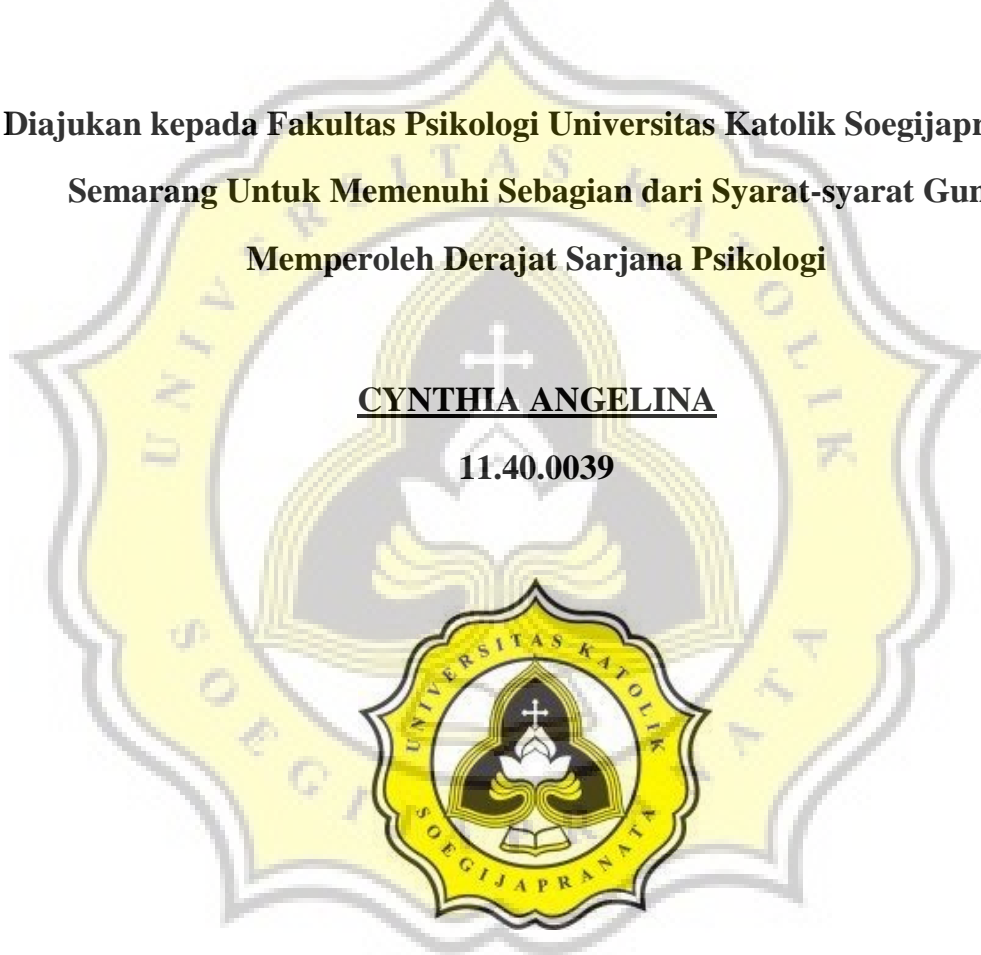 Diajukan kepada Fakultas Psikologi Universitas Katolik Soegijapr
Semarang Untuk Memenuhi Sebagian dari Syarat-syarat Gun
Memperoleh Derajat Sarjana Psikologi
CYNTHIA ANGELINA
11.40.0039
UNIVERSITAS KATOLIK
SOEGIJAPRANATA